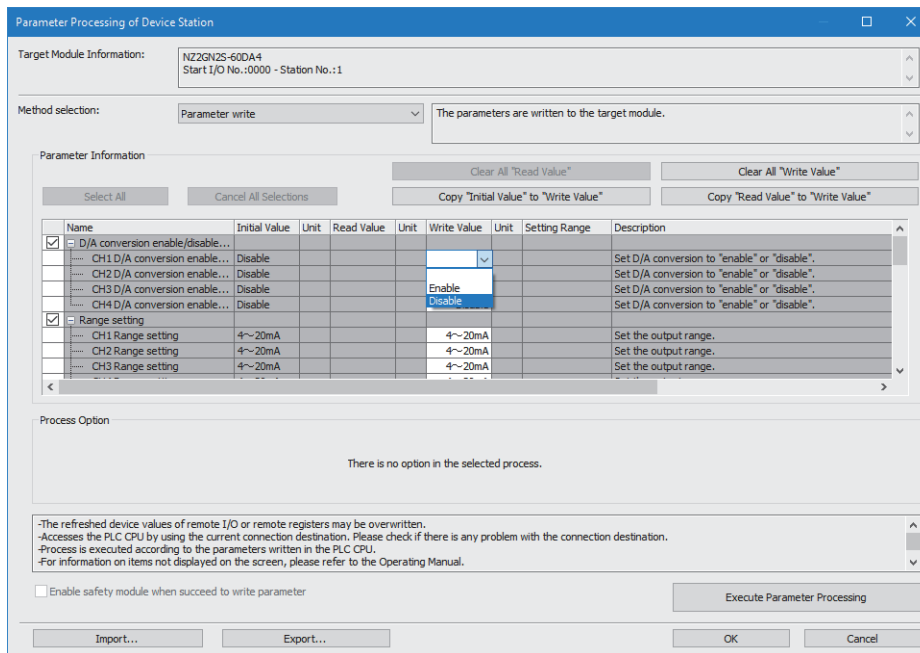 Parameter Processing of Device Station
Target Module Information:
NZ2GN2S-60DA4
Start I/O No.:0000 - Station No.:1
Method selection:
Parameter write
The parameters are written to the target module.
Parameter Information
Clear All "Read Value"
Clear All "Write Value"
Select All
Cancel All Selections
Copy "Initial Value" to "Write Value"
Copy "Read Value" to "Write Value"
Name Initial Value Unit Read Value Unit Write Value Unit Setting Range Description
D/A conversion enable/disable...
CH1 D/A conversion enable... Disable Set D/A conversion to "enable" or "disable".
CH2 D/A conversion enable... Disable Set D/A conversion to "enable" or "disable".
CH3 D/A conversion enable... Disable Enable Set D/A conversion to "enable" or "disable".
CH4 D/A conversion enable... Disable Disable Set D/A conversion to "enable" or "disable".
Range setting
CH1 Range setting 4~20mA 4~20mA Set the output range.
CH2 Range setting 4~20mA 4~20mA Set the output range.
CH3 Range setting 4~20mA 4~20mA Set the output range.
Process Option
There is no option in the selected process.
-The refreshed device values of remote I/O or remote registers may be overwritten.
-Accesses the PLC CPU by using the current connection destination. Please check if there is any problem with the connection destination.
-Process is executed according to the parameters written in the PLC CPU.
-For information on items not displayed on the screen, please refer to the Operating Manual.
Enable safety module when succeed to write parameter
Execute Parameter Processing
Import...
Export...
OK
Cancel